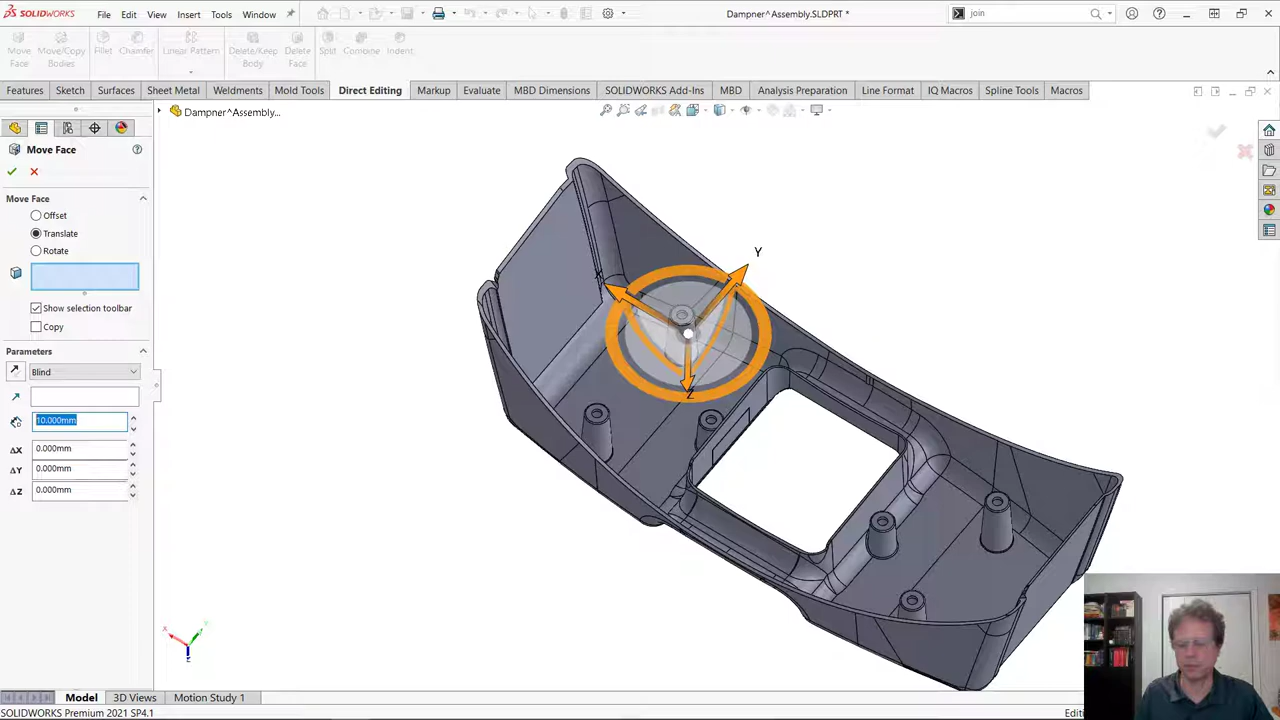 SOLIDWORKS File Edit View Insert Tools Window Dampner^Assembly.SLDPRT * join
Move Face Move/Copy Bodies Fillet Chamfer Linear Pattern Delete/Keep Body Delete Face Split Combine Indent
Features Sketch Surfaces Sheet Metal Weldments Mold Tools Direct Editing Markup Evaluate MBD Dimensions SOLIDWORKS Add-Ins MBD Analysis Preparation Line Format IQ Macros Spline Tools Macros
Dampner^Assembly...
Move Face
Move Face
Offset
Translate
Rotate
Show selection toolbar
Copy
Parameters
Blind
10.000mm
ΔX 0.000mm
ΔY 0.000mm
ΔZ 0.000mm
Y
X
Z
X Y
Z
Model 3D Views Motion Study 1
SOLIDWORKS Premium 2021 SP4.1 Editi